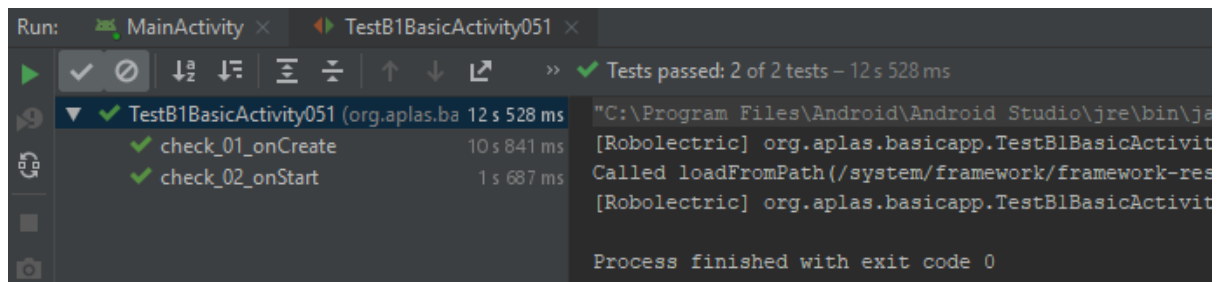 Run: MainActivity TestB1BasicActivity051
Tests passed: 2 of 2 tests – 12 s 528 ms
TestB1BasicActivity051 (org.aplas.ba 12 s 528 ms
check_01_onCreate 10 s 841 ms
check_02_onStart 1 s 687 ms
"C:\Program Files\Android\Android Studio\jre\bin\ja
[Robolectric] org.aplas.basicapp.TestB1BasicActivit
Called loadFromPath(/system/framework/framework-res
[Robolectric] org.aplas.basicapp.TestB1BasicActivit
Process finished with exit code 0